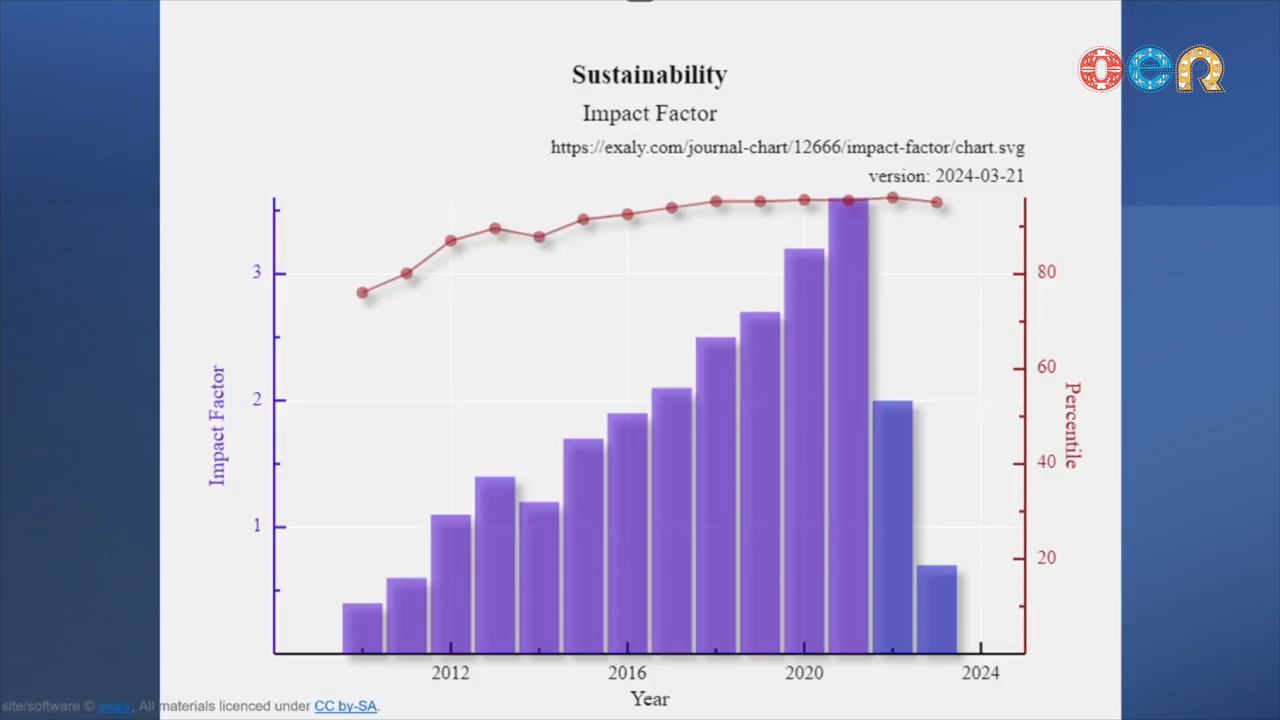 oer
Sustainability
Impact Factor
https://exaly.com/journal-chart/12666/impact-factor/chart.svg
version: 2024-03-21
3
2
1
Impact Factor
80
60
40
20
Percentile
2012
2016
2020
2024
Year
site/software © exaly; All materials licenced under CC by-SA.